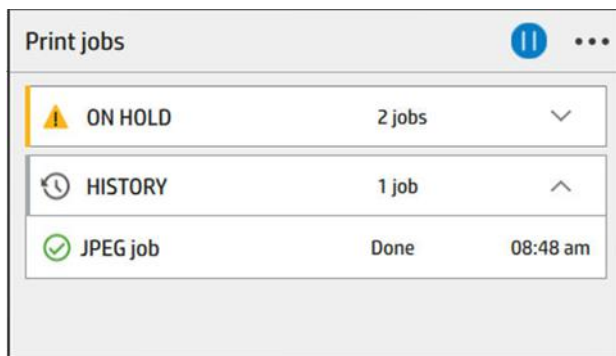 Print jobs
ON HOLD 2 jobs
HISTORY 1 job
JPEG job Done 08:48 am